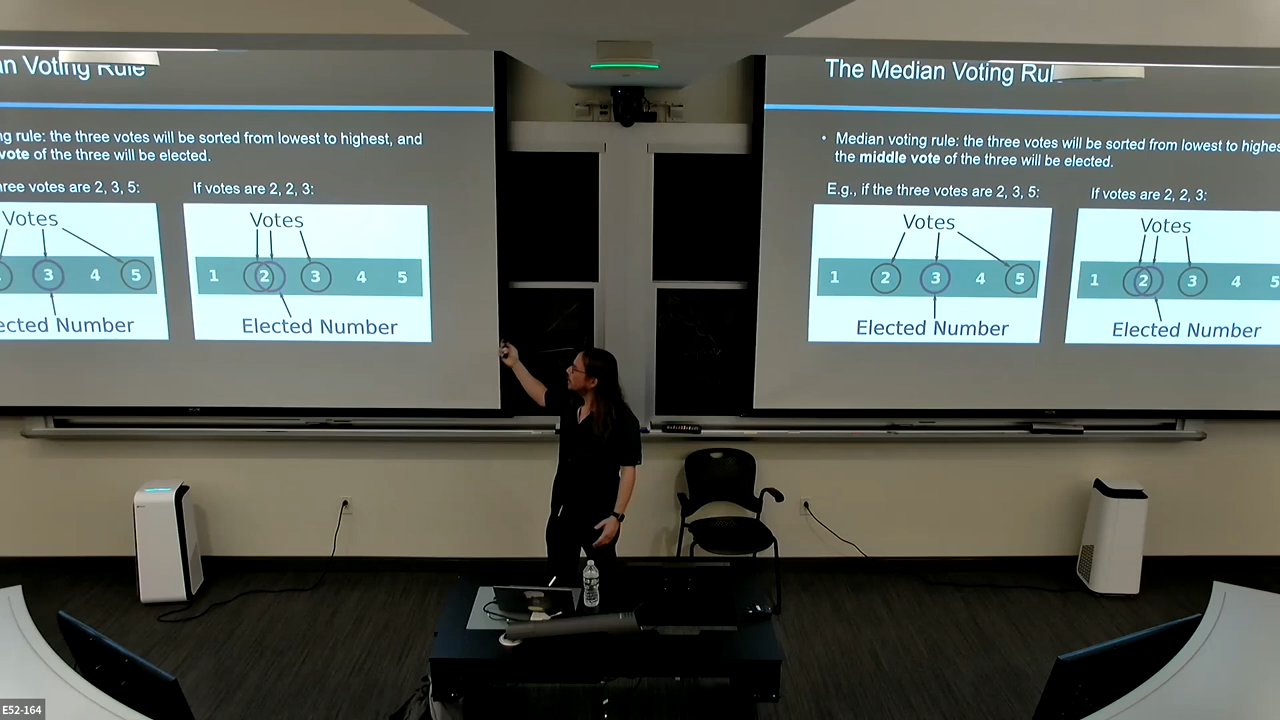 n Voting Rule
ng rule: the three votes will be sorted from lowest to highest, and
vote of the three will be elected.
ree votes are 2, 3, 5:
If votes are 2, 2, 3:
Votes
3 4 5
ected Number
Votes
1 2 3 4 5
Elected Number
The Median Voting Rul
• Median voting rule: the three votes will be sorted from lowest to highes
the middle vote of the three will be elected.
E.g., if the three votes are 2, 3, 5:
If votes are 2, 2, 3:
Votes
1 2 3 4 5
Elected Number
Votes
1 2 3 4 5
Elected Number
E52-164